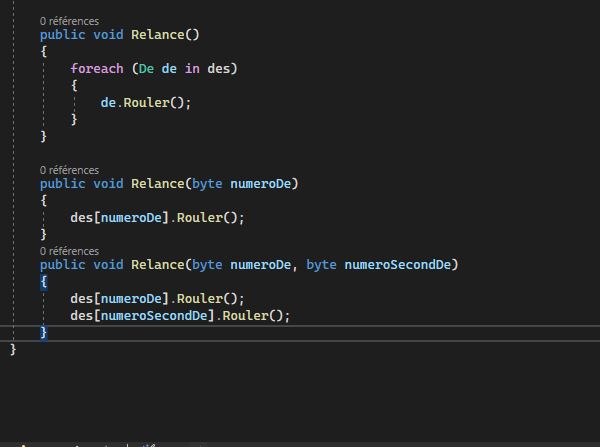 0 références
public void Relance()
{
foreach (De de in des)
{
de.Rouler();
}
}
0 références
public void Relance(byte numeroDe)
{
des[numeroDe].Rouler();
}
0 références
public void Relance(byte numeroDe, byte numeroSecondDe)
{
des[numeroDe].Rouler();
des[numeroSecondDe].Rouler();
}
}